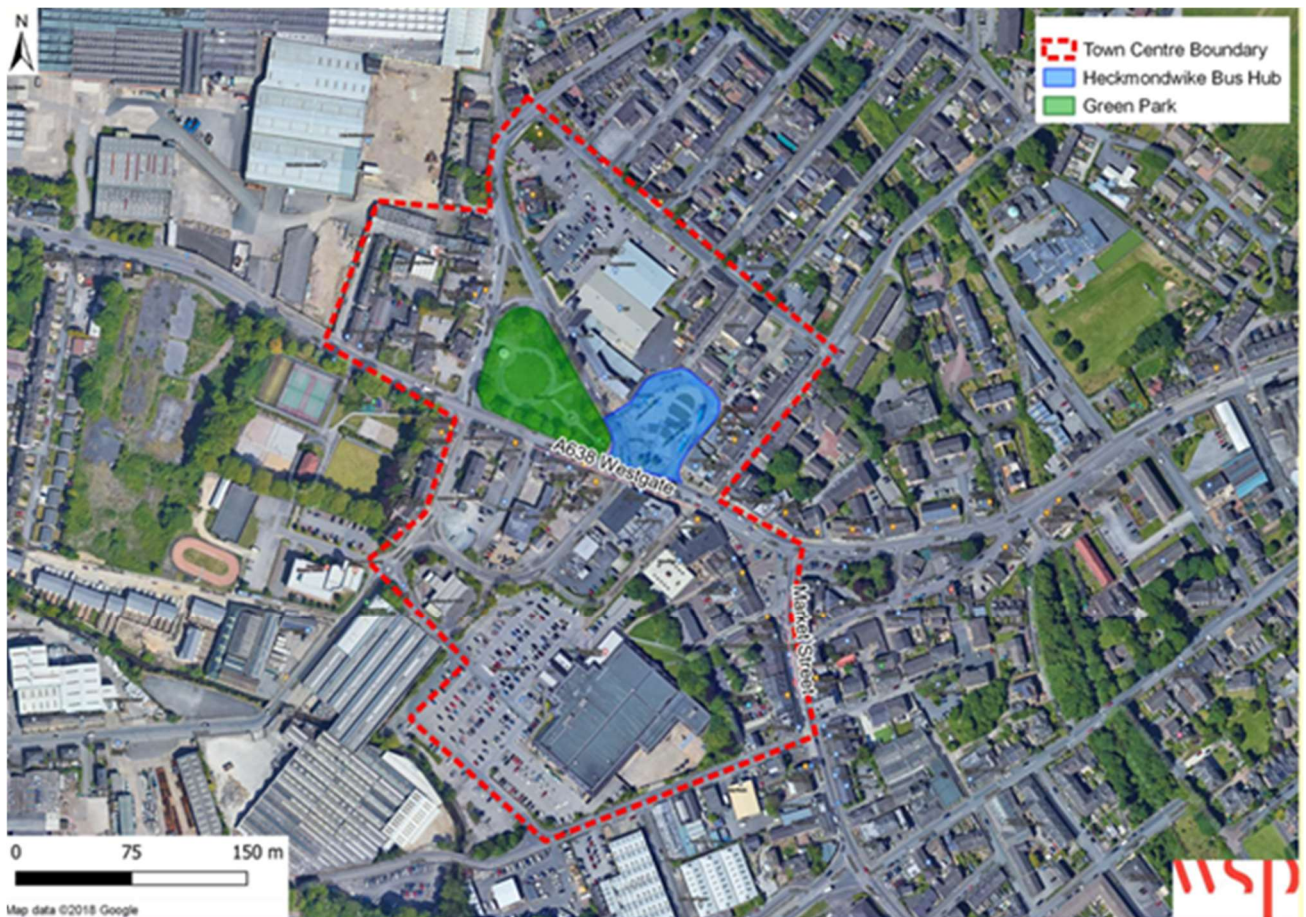 N
Town Centre Boundary
Heckmondwike Bus Hub
Green Park
A638 Westgate
Market Street
0 75 150 m
Map data ©2018 Google
wsp